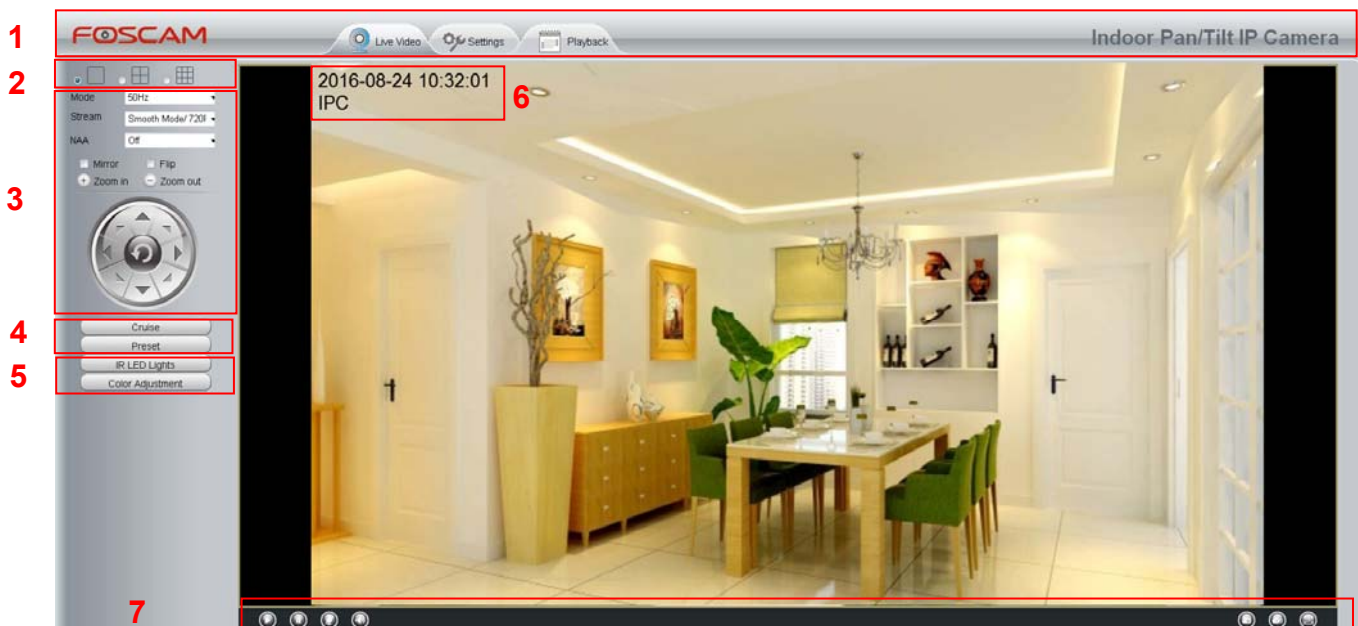 1
FOSCAM
Live Video
Settings
Playback
Indoor Pan/Tilt IP Camera
2
Mode
50Hz
Stream
Smooth Mode/ 720P
NAA
Off
Mirror
Flip
Zoom in
Zoom out
3
4
Cruise
Preset
5
IR LED Lights
Color Adjustment
2016-08-24 10:32:01
IPC
6
7